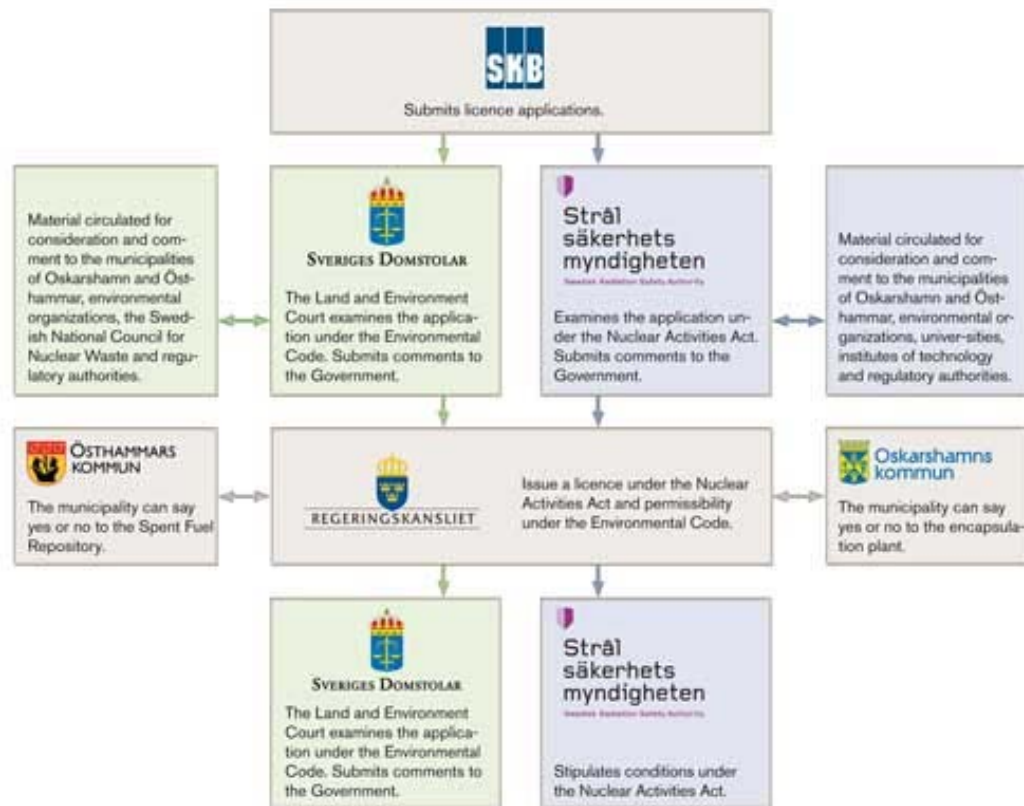 SKB
Submits licence applications.
Material circulated for
consideration and com-
ment to the municipalities
of Oskarshamn and Öst-
hammar, environmental
organizations, the Swed-
ish National Council for
Nuclear Waste and regu-
latory authorities.
SVERIGES DOMSTOLAR
The Land and Environment
Court examines the applica-
tion under the Environmental
Code. Submits comments to
the Government.
Strål
säkerhets
myndigheten
Swedish Radiation Safety Authority
Examines the application un-
der the Nuclear Activities Act.
Submits comments to the
Government.
Material circulated for
consideration and com-
ment to the municipalities
of Oskarshamn and Öst-
hammar, environmental or-
ganizations, univer-sities,
institutes of technology
and regulatory authorities.
ÖSTHAMMARS
KOMMUN
The municipality can say
yes or no to the Spent Fuel
Repository.
REGERINGSKANSLIET
Issue a licence under the Nuclear
Activities Act and permissibility
under the Environmental Code.
Oskarshamns
kommun
The municipality can say
yes or no to the encapsula-
tion plant.
SVERIGES DOMSTOLAR
The Land and Environment
Court examines the applica-
tion under the Environmental
Code. Submits comments to
the Government.
Strål
säkerhets
myndigheten
Swedish Radiation Safety Authority
Stipulates conditions under
the Nuclear Activities Act.